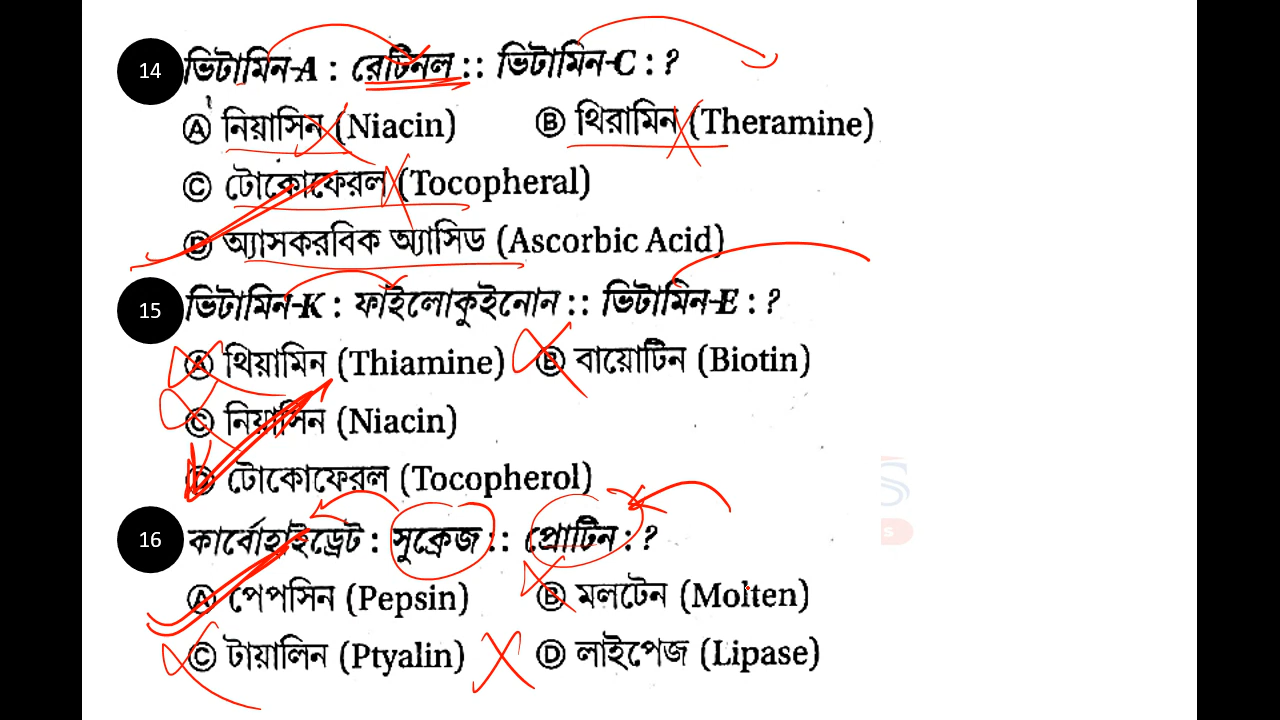 14 ভিটামিন-A : রেটিনল :: ভিটামিন-C : ?
Ⓐ নিয়াসিন (Niacin) Ⓑ থিরামিন (Theramine)
Ⓒ টোকোফেরল (Tocopheral)
Ⓓ অ্যাসকরবিক অ্যাসিড (Ascorbic Acid)
15 ভিটামিন-K : ফাইলোকুইনোন :: ভিটামিন-E : ?
Ⓐ থিয়ামিন (Thiamine) Ⓑ বায়োটিন (Biotin)
Ⓒ নিয়াসিন (Niacin)
Ⓓ টোকোফেরল (Tocopherol)
16 কার্বোহাইড্রেট : সুক্রেজ :: প্রোটিন : ?
Ⓐ পেপসিন (Pepsin) Ⓑ মলটেন (Molten)
Ⓒ টায়ালিন (Ptyalin) Ⓓ লাইপেজ (Lipase)